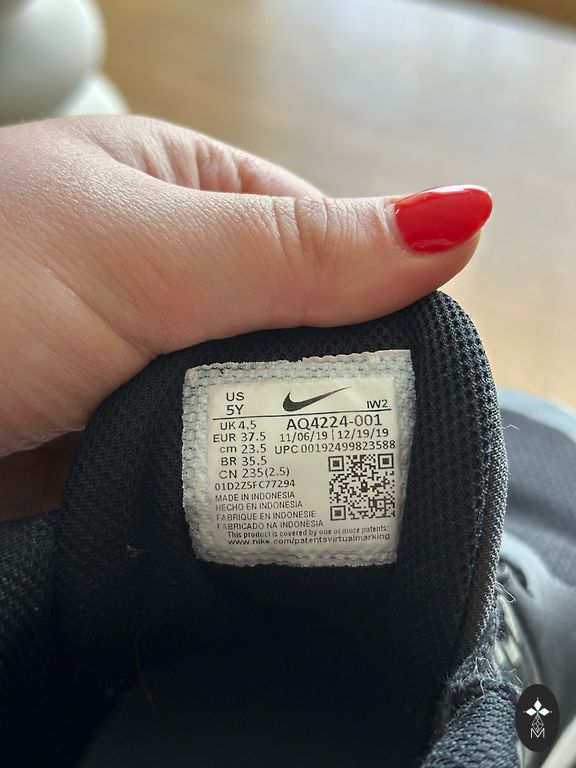 US
5Y
IW2
UK 4.5
AQ4224-001
EUR 37.5
11/06/19 | 12/19/19
cm 23.5
UPC 00192499823588
BR 35.5
CN 235(2.5)
01D2Z5FC77294
MADE IN INDONESIA
HECHO EN INDONESIA
FABRIQUE EN INDONESIE
FABRICADO NA INDONESIA
This product is covered by one or more patents.
www.nike.com/patentsvirtualmarking
M